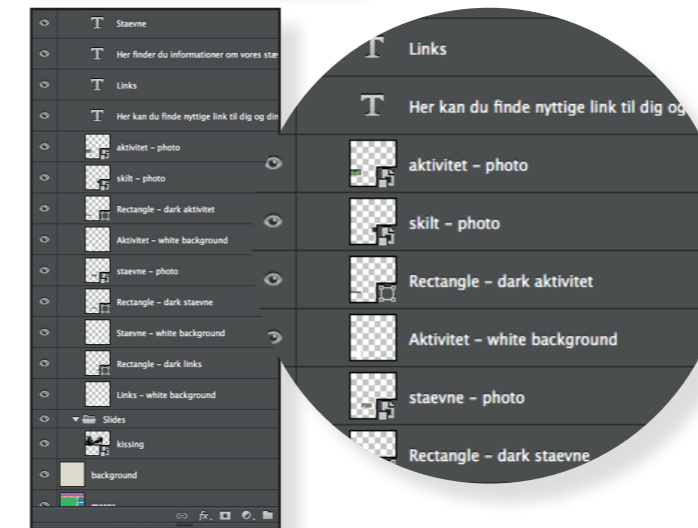 Staevne
Her finder du informationer om vores stæ
Links
Her kan du finde nyttige link til dig og din
aktivitet – photo
skilt – photo
Rectangle – dark aktivitet
Aktivitet – white background
staevne – photo
Rectangle – dark staevne
Staevne – white background
Rectangle – dark links
Links – white background
Slides
kissing
background
fx.
Links
Her kan du finde nyttige link til dig og
aktivitet – photo
skilt – photo
Rectangle – dark aktivitet
Aktivitet – white background
staevne – photo
Rectangle – dark staevne